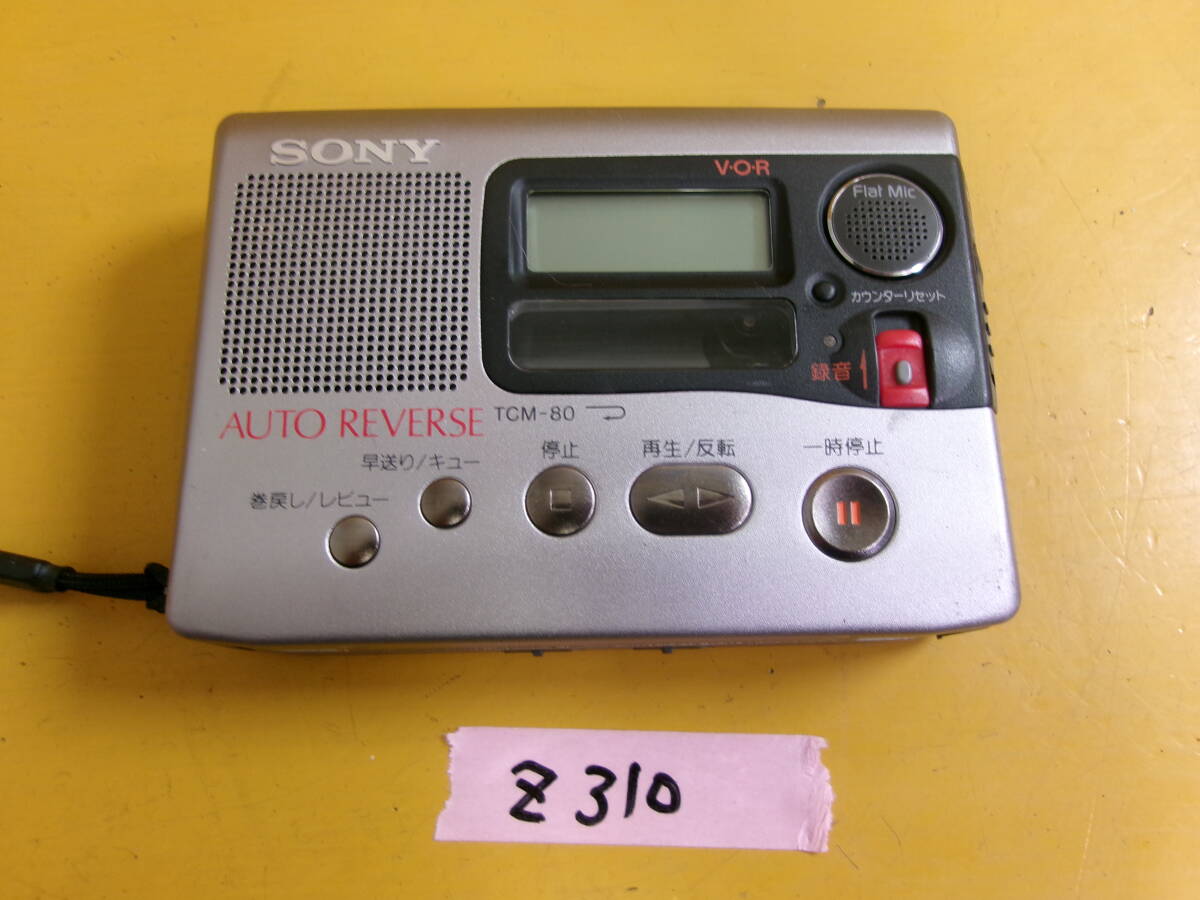 SONY
V·O·R
Flat Mic
カウンターリセット
録音
AUTO REVERSE
TCM-80
早送り/キュー
停止
再生/反転
一時停止
巻戻し/レビュー
Z310